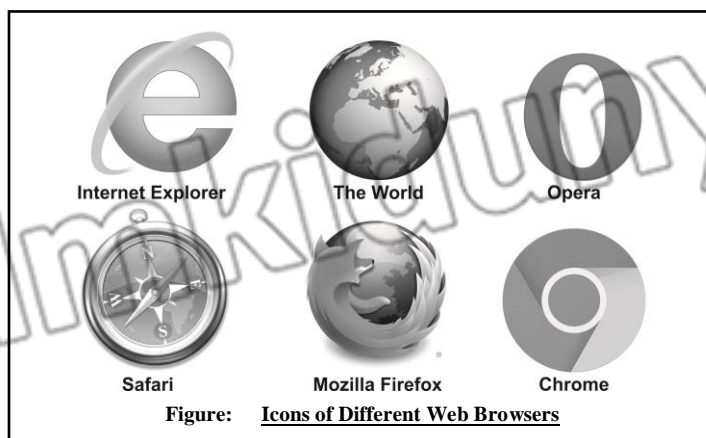 Internet Explorer The World Opera
Safari Mozilla Firefox Chrome
Figure: Icons of Different Web Browsers
N
E
S
W